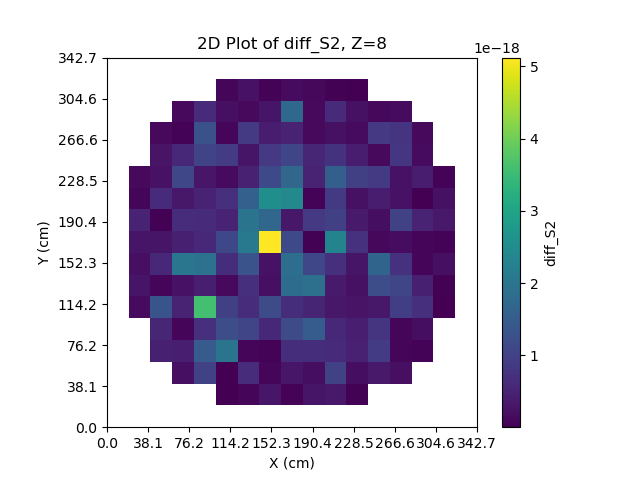 2D Plot of diff_S2, Z=8
1e−18
342.7
304.6
266.6
228.5
190.4
152.3
114.2
76.2
38.1
0.0
Y (cm)
0.0 38.1 76.2 114.2 152.3 190.4 228.5 266.6 304.6 342.7
X (cm)
5
4
3
2
1
diff_S2